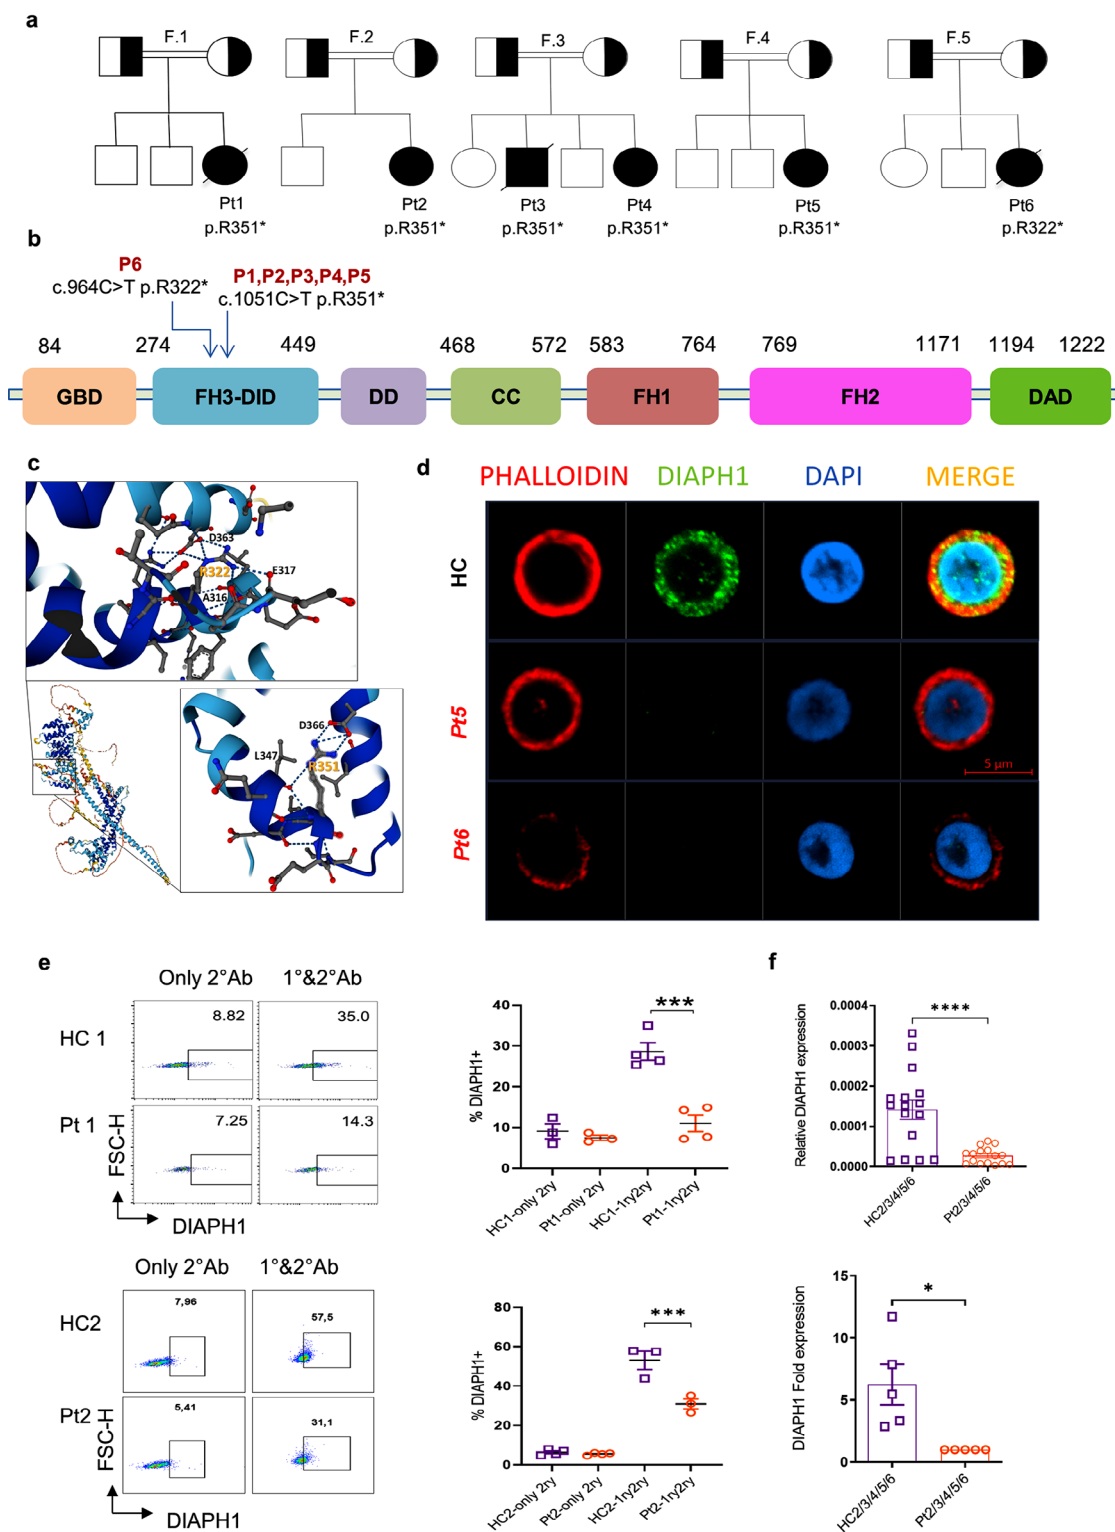 a
F.1 F.2 F.3 F.4 F.5
Pt1 Pt2 Pt3 Pt4 Pt5 Pt6
p.R351* p.R351* p.R351* p.R351* p.R351* p.R322*
b
P6
c.964C>T p.R322*
P1,P2,P3,P4,P5
c.1051C>T p.R351*
84 274 449 468 572 583 764 769 1171 1194 1222
GBD FH3-DID DD CC FH1 FH2 DAD
c
D363
R322
E317
A316
D366
L347
R351
d
PHALLOIDIN DIAPH1 DAPI MERGE
HC
Pt5
5 µm
Pt6
e
Only 2°Ab 1°&2°Ab
HC 1
8.82 35.0
Pt 1
7.25 14.3
FSC-H
DIAPH1
% DIAPH1+
40
30
20
10
0
***
HC1-only 2ry
Pt1-only 2ry
HC1-1ry2ry
Pt1-1ry2ry
Only 2°Ab 1°&2°Ab
HC2
7,96 57,5
Pt2
5,41 31,1
FSC-H
DIAPH1
% DIAPH1+
80
60
40
20
0
***
HC2-only 2ry
Pt2-only 2ry
HC2-1ry2ry
Pt2-1ry2ry
f
Relative DIAPH1 expression
0.0004
0.0003
0.0002
0.0001
0.0000
****
HC2/3/4/5/6
Pt2/3/4/5/6
DIAPH1 Fold expression
15
10
5
0
*
HC2/3/4/5/6
Pt2/3/4/5/6